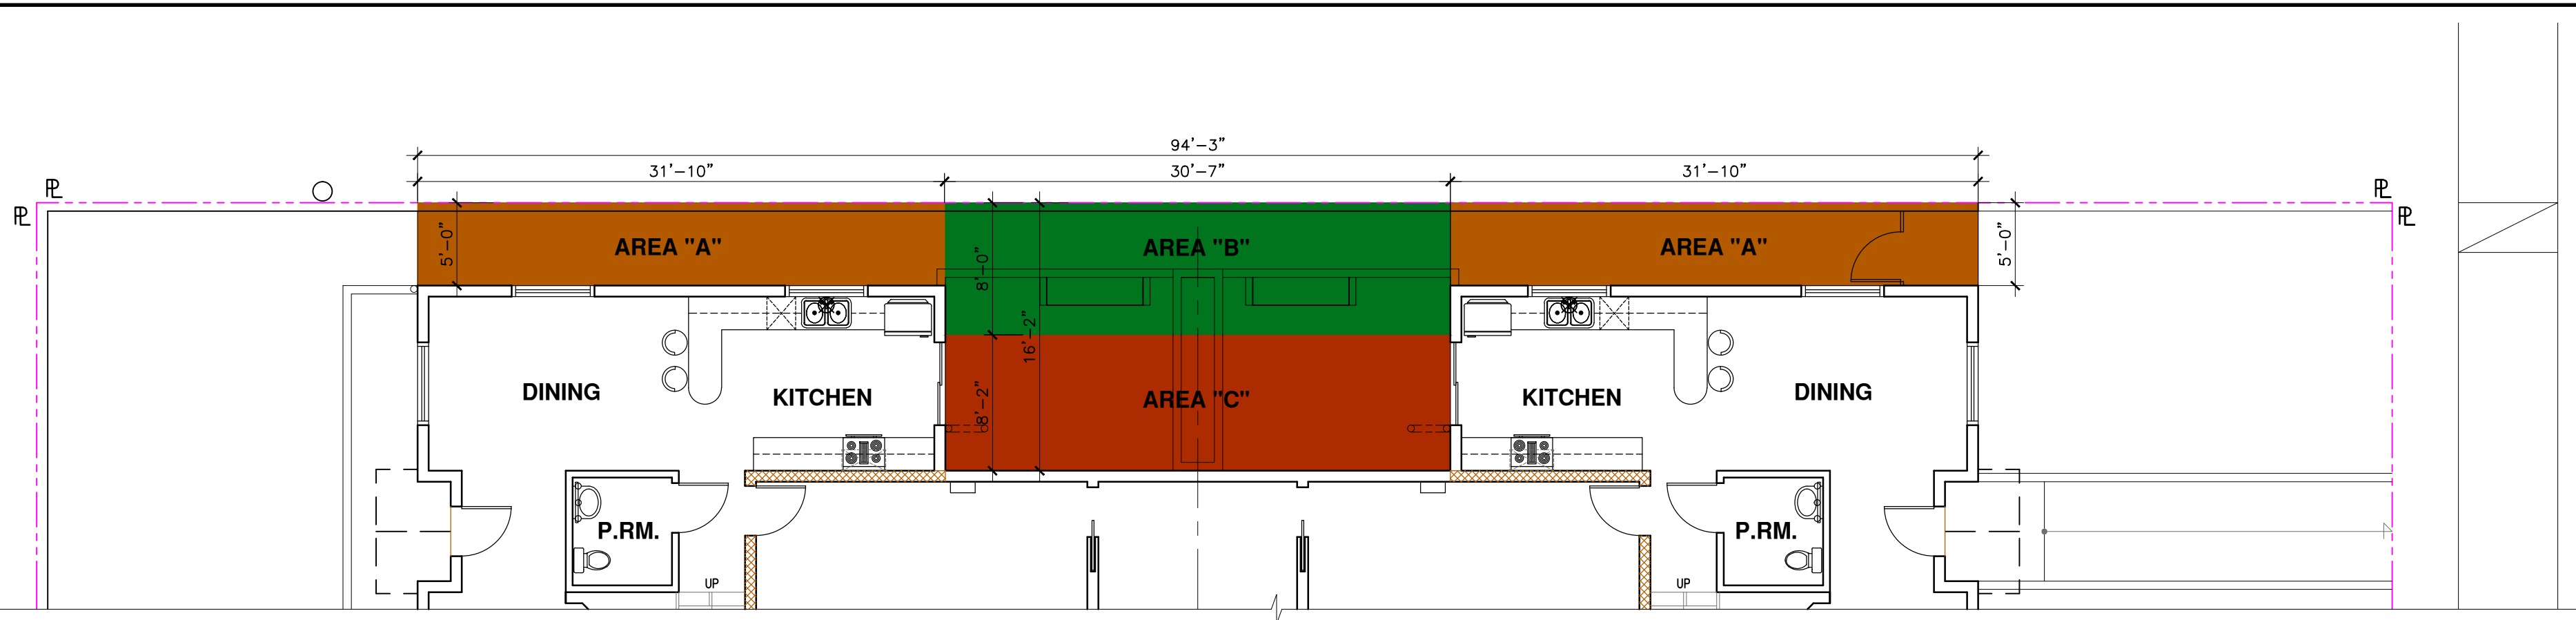 94'-3"
31'-10"
30'-7"
31'-10"
PL
PL
PL
PL
AREA "A"
AREA "B"
AREA "A"
5'-0"
8'-0"
5'-0"
16'-2"
DINING
KITCHEN
AREA "C"
8'-2"
KITCHEN
DINING
P.RM.
P.RM.
UP
UP